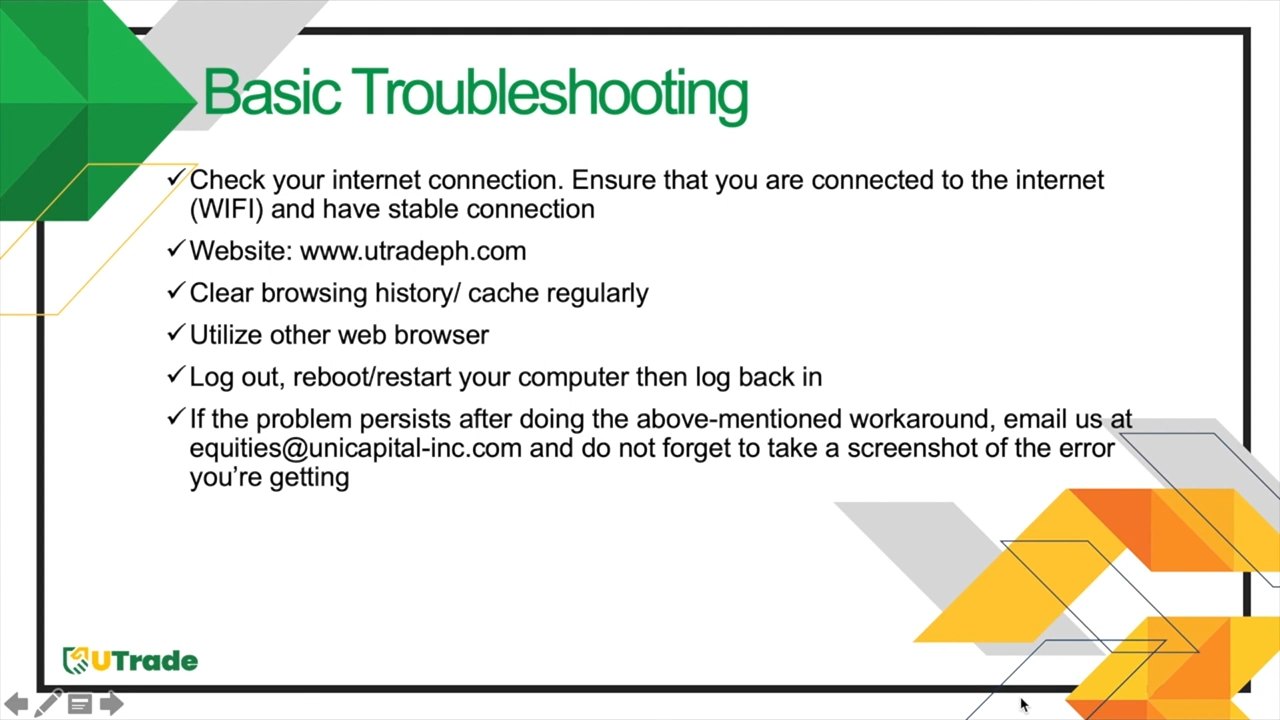 Basic Troubleshooting
✓Check your internet connection. Ensure that you are connected to the internet
(WIFI) and have stable connection
✓Website: www.utradeph.com
✓Clear browsing history/ cache regularly
✓Utilize other web browser
✓Log out, reboot/restart your computer then log back in
✓If the problem persists after doing the above-mentioned workaround, email us at
equities@unicapital-inc.com and do not forget to take a screenshot of the error
you’re getting
UTrade